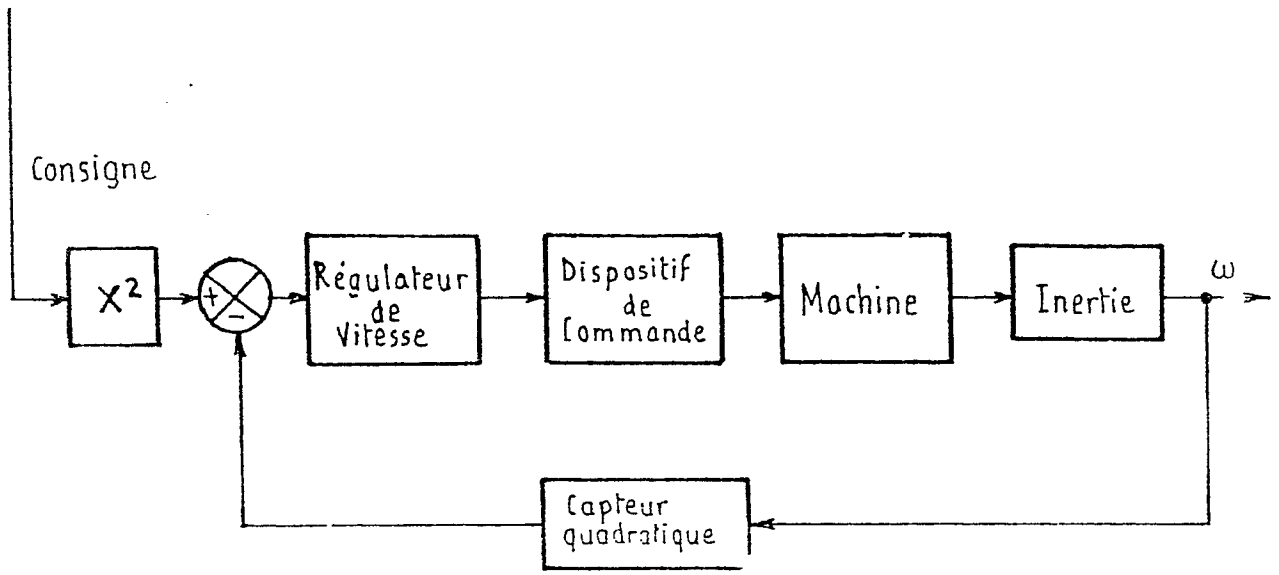 Consigne
X²
+
-
Régulateur
de
Vitesse
Dispositif
de
Commande
Machine
Inertie
ω
Capteur
quadratique